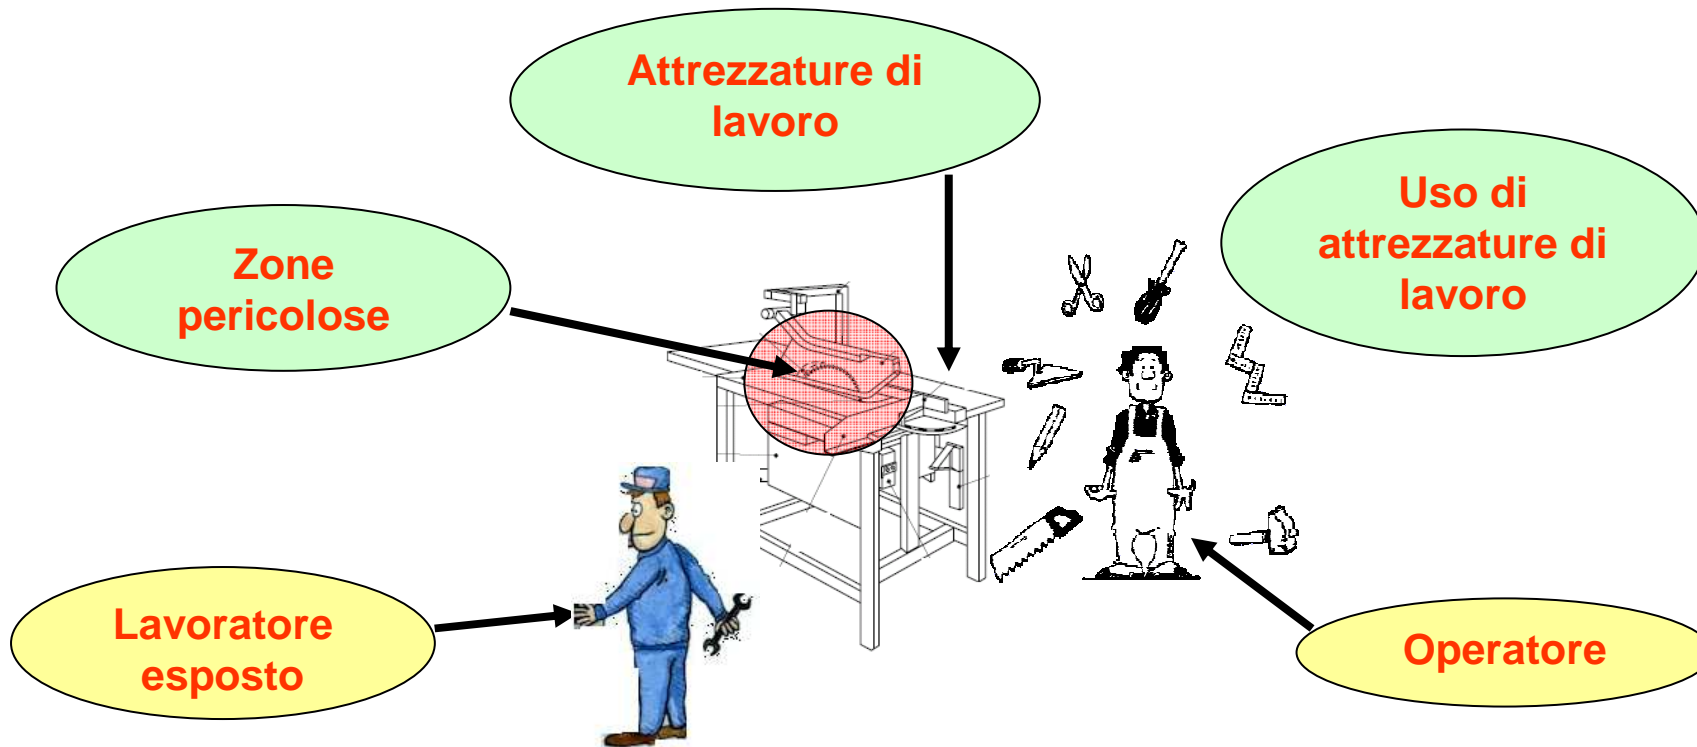 Attrezzature di
lavoro
Uso di
attrezzature di
lavoro
Zone
pericolose
Lavoratore
esposto
Operatore